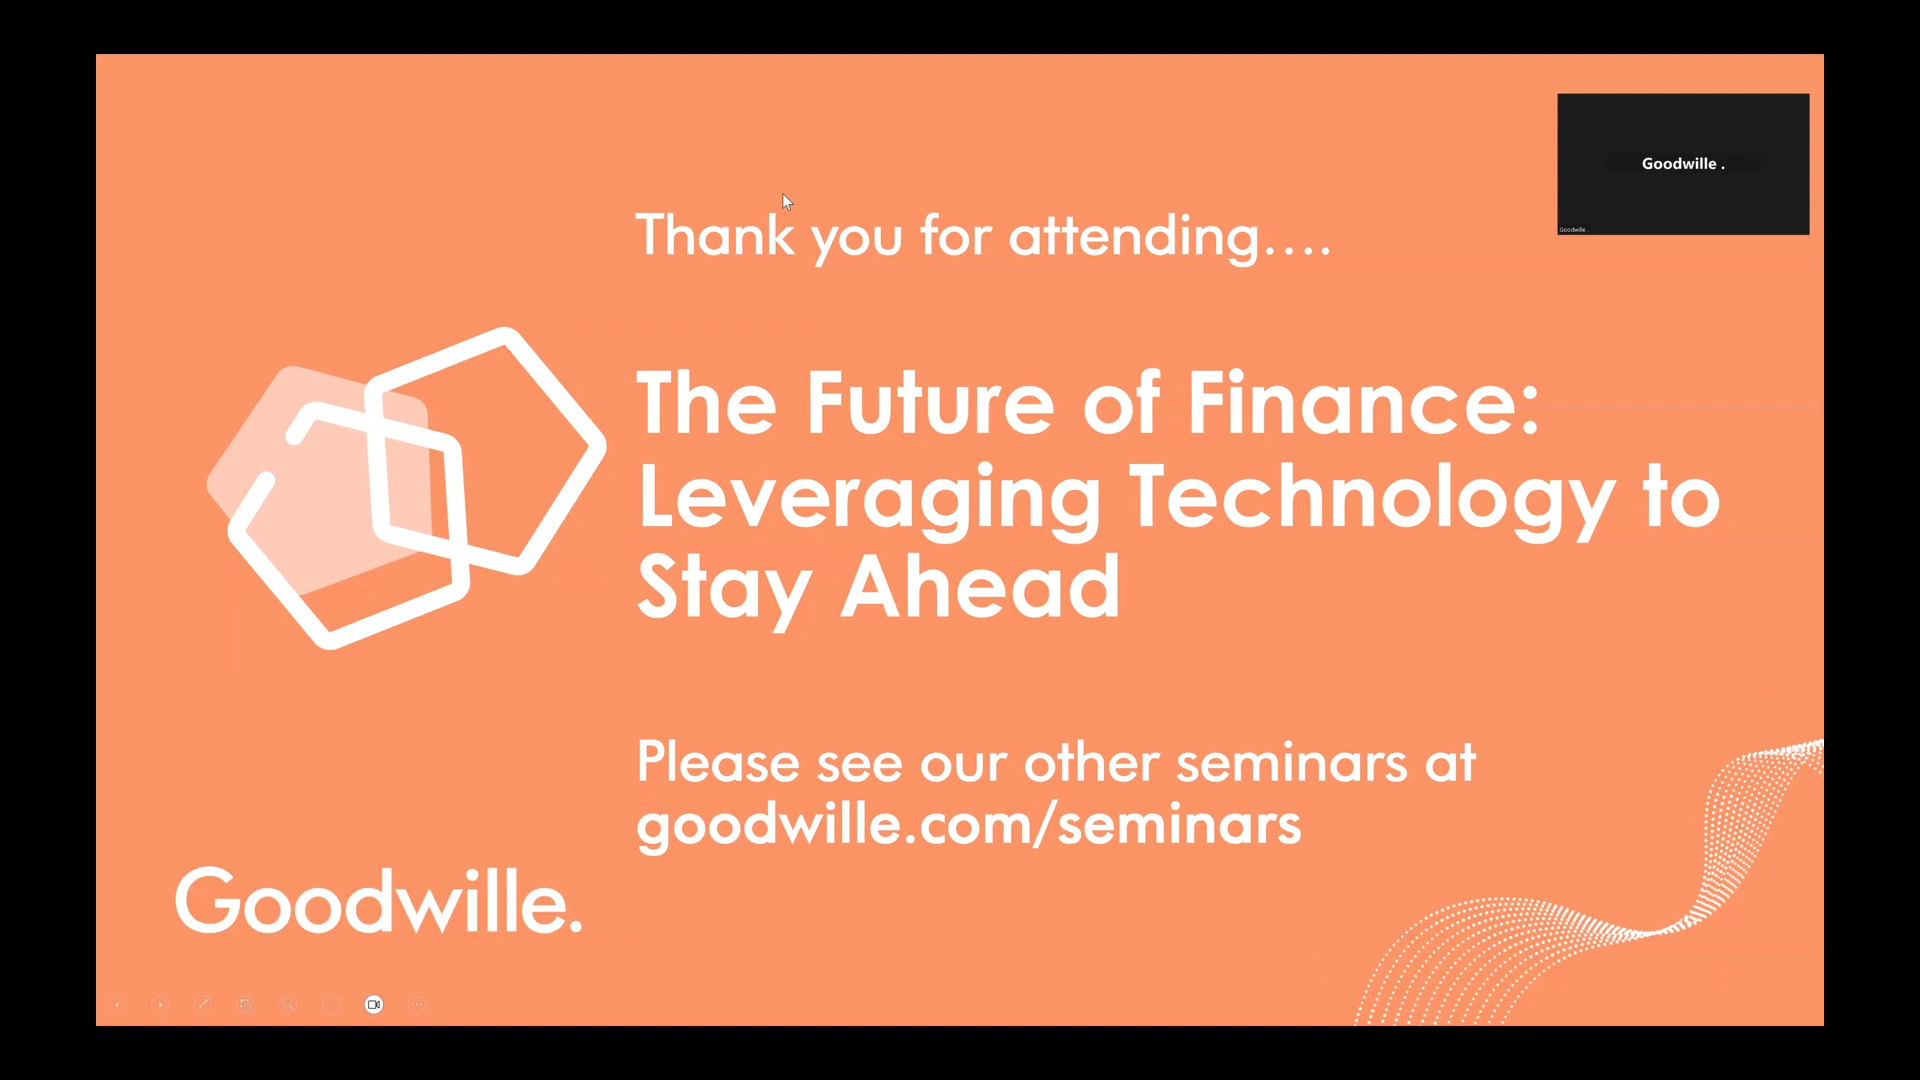 Goodwille .
Goodwille .
Thank you for attending....
The Future of Finance:
Leveraging Technology to
Stay Ahead
Please see our other seminars at
goodwille.com/seminars
Goodwille.